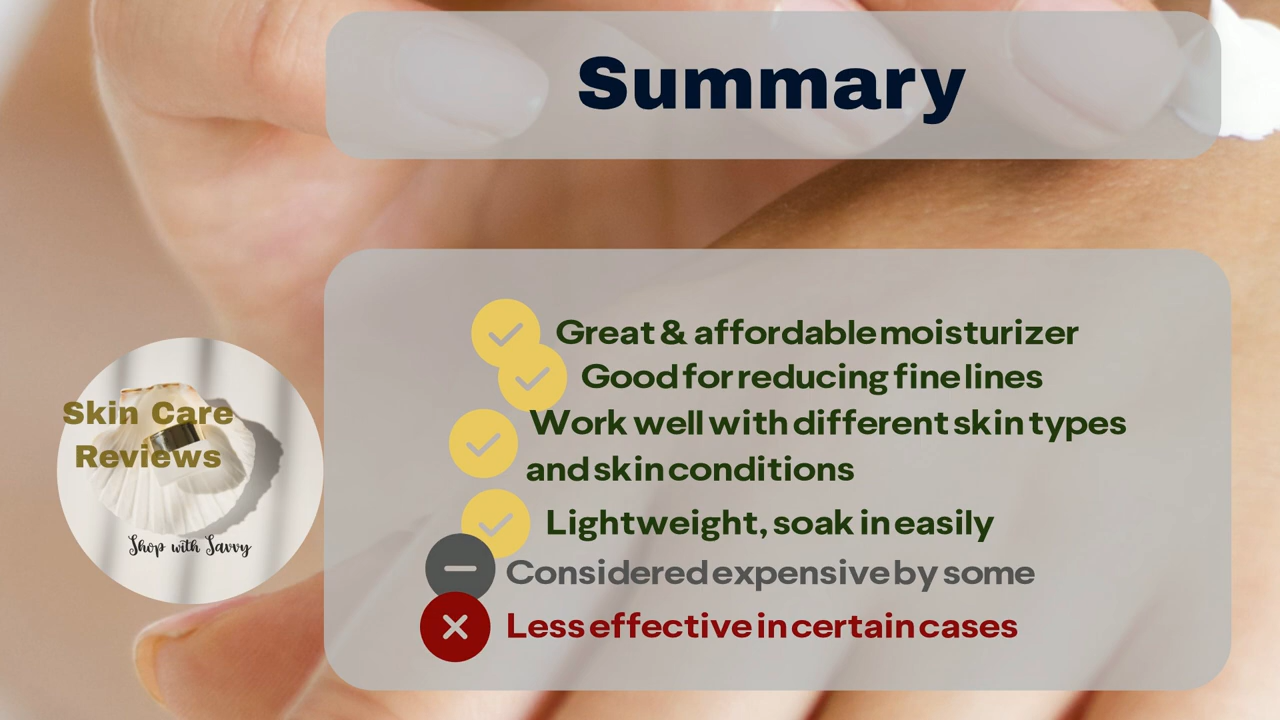 Summary
Great & affordable moisturizer
Good for reducing fine lines
Work well with different skin types
and skin conditions
Lightweight, soak in easily
Considered expensive by some
Less effective in certain cases
Skin Care
Reviews
Shop with Savvy